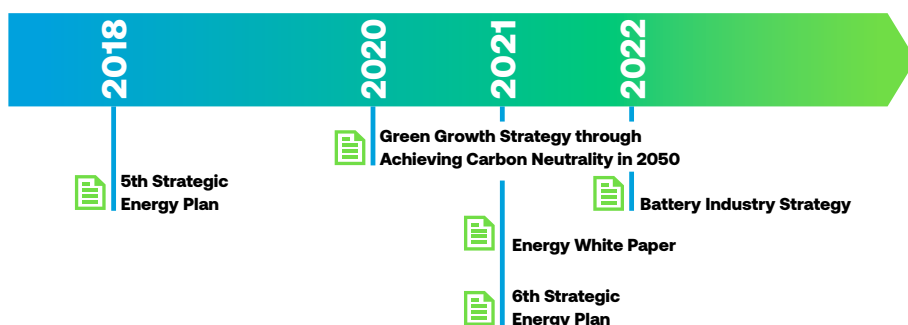 2018
2020
2021
2022
Green Growth Strategy through
Achieving Carbon Neutrality in 2050
5th Strategic
Energy Plan
Battery Industry Strategy
Energy White Paper
6th Strategic
Energy Plan